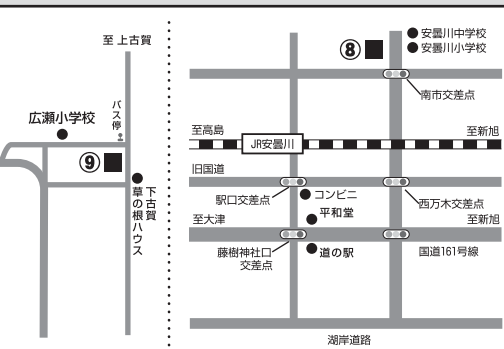 至 上古賀
バス停
広瀬小学校
⑨
下古賀
草の根ハウス
⑧
安曇川中学校
安曇川小学校
南市交差点
至高島
JR安曇川
至新旭
旧国道
駅口交差点
コンビニ
西万木交差点
平和堂
至大津
至新旭
藤樹神社口
交差点
道の駅
国道161号線
湖岸道路